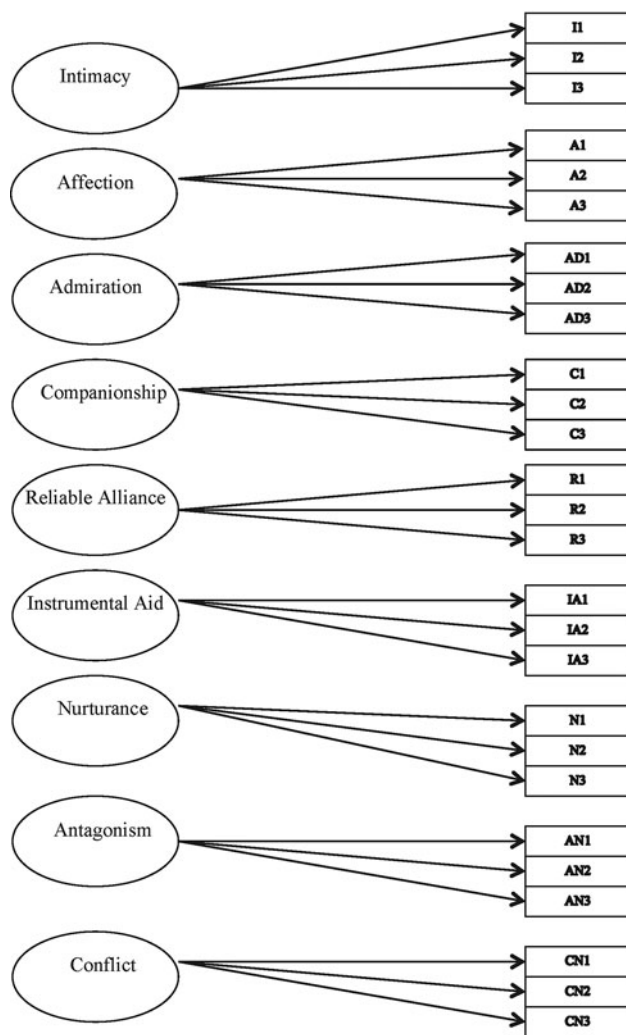 Intimacy
I1
I2
I3
Affection
A1
A2
A3
Admiration
AD1
AD2
AD3
Companionship
C1
C2
C3
Reliable Alliance
R1
R2
R3
Instrumental Aid
IA1
IA2
IA3
Nurturance
N1
N2
N3
Antagonism
AN1
AN2
AN3
Conflict
CN1
CN2
CN3